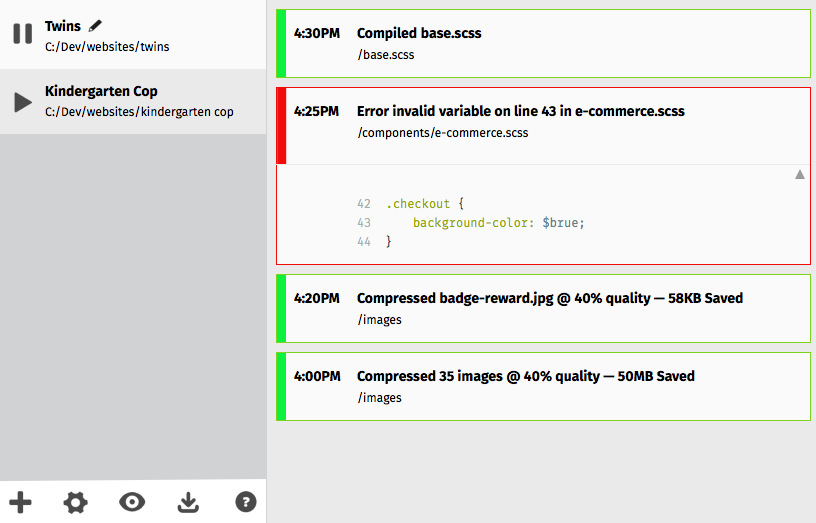 Twins
C:/Dev/websites/twins
Kindergarten Cop
C:/Dev/websites/kindergarten cop
?
4:30PM Compiled base.scss
/base.scss
4:25PM Error invalid variable on line 43 in e-commerce.scss
/components/e-commerce.scss
42 .checkout {
43 background-color: $brue;
44 }
4:20PM Compressed badge-reward.jpg @ 40% quality — 58KB Saved
/images
4:00PM Compressed 35 images @ 40% quality — 50MB Saved
/images